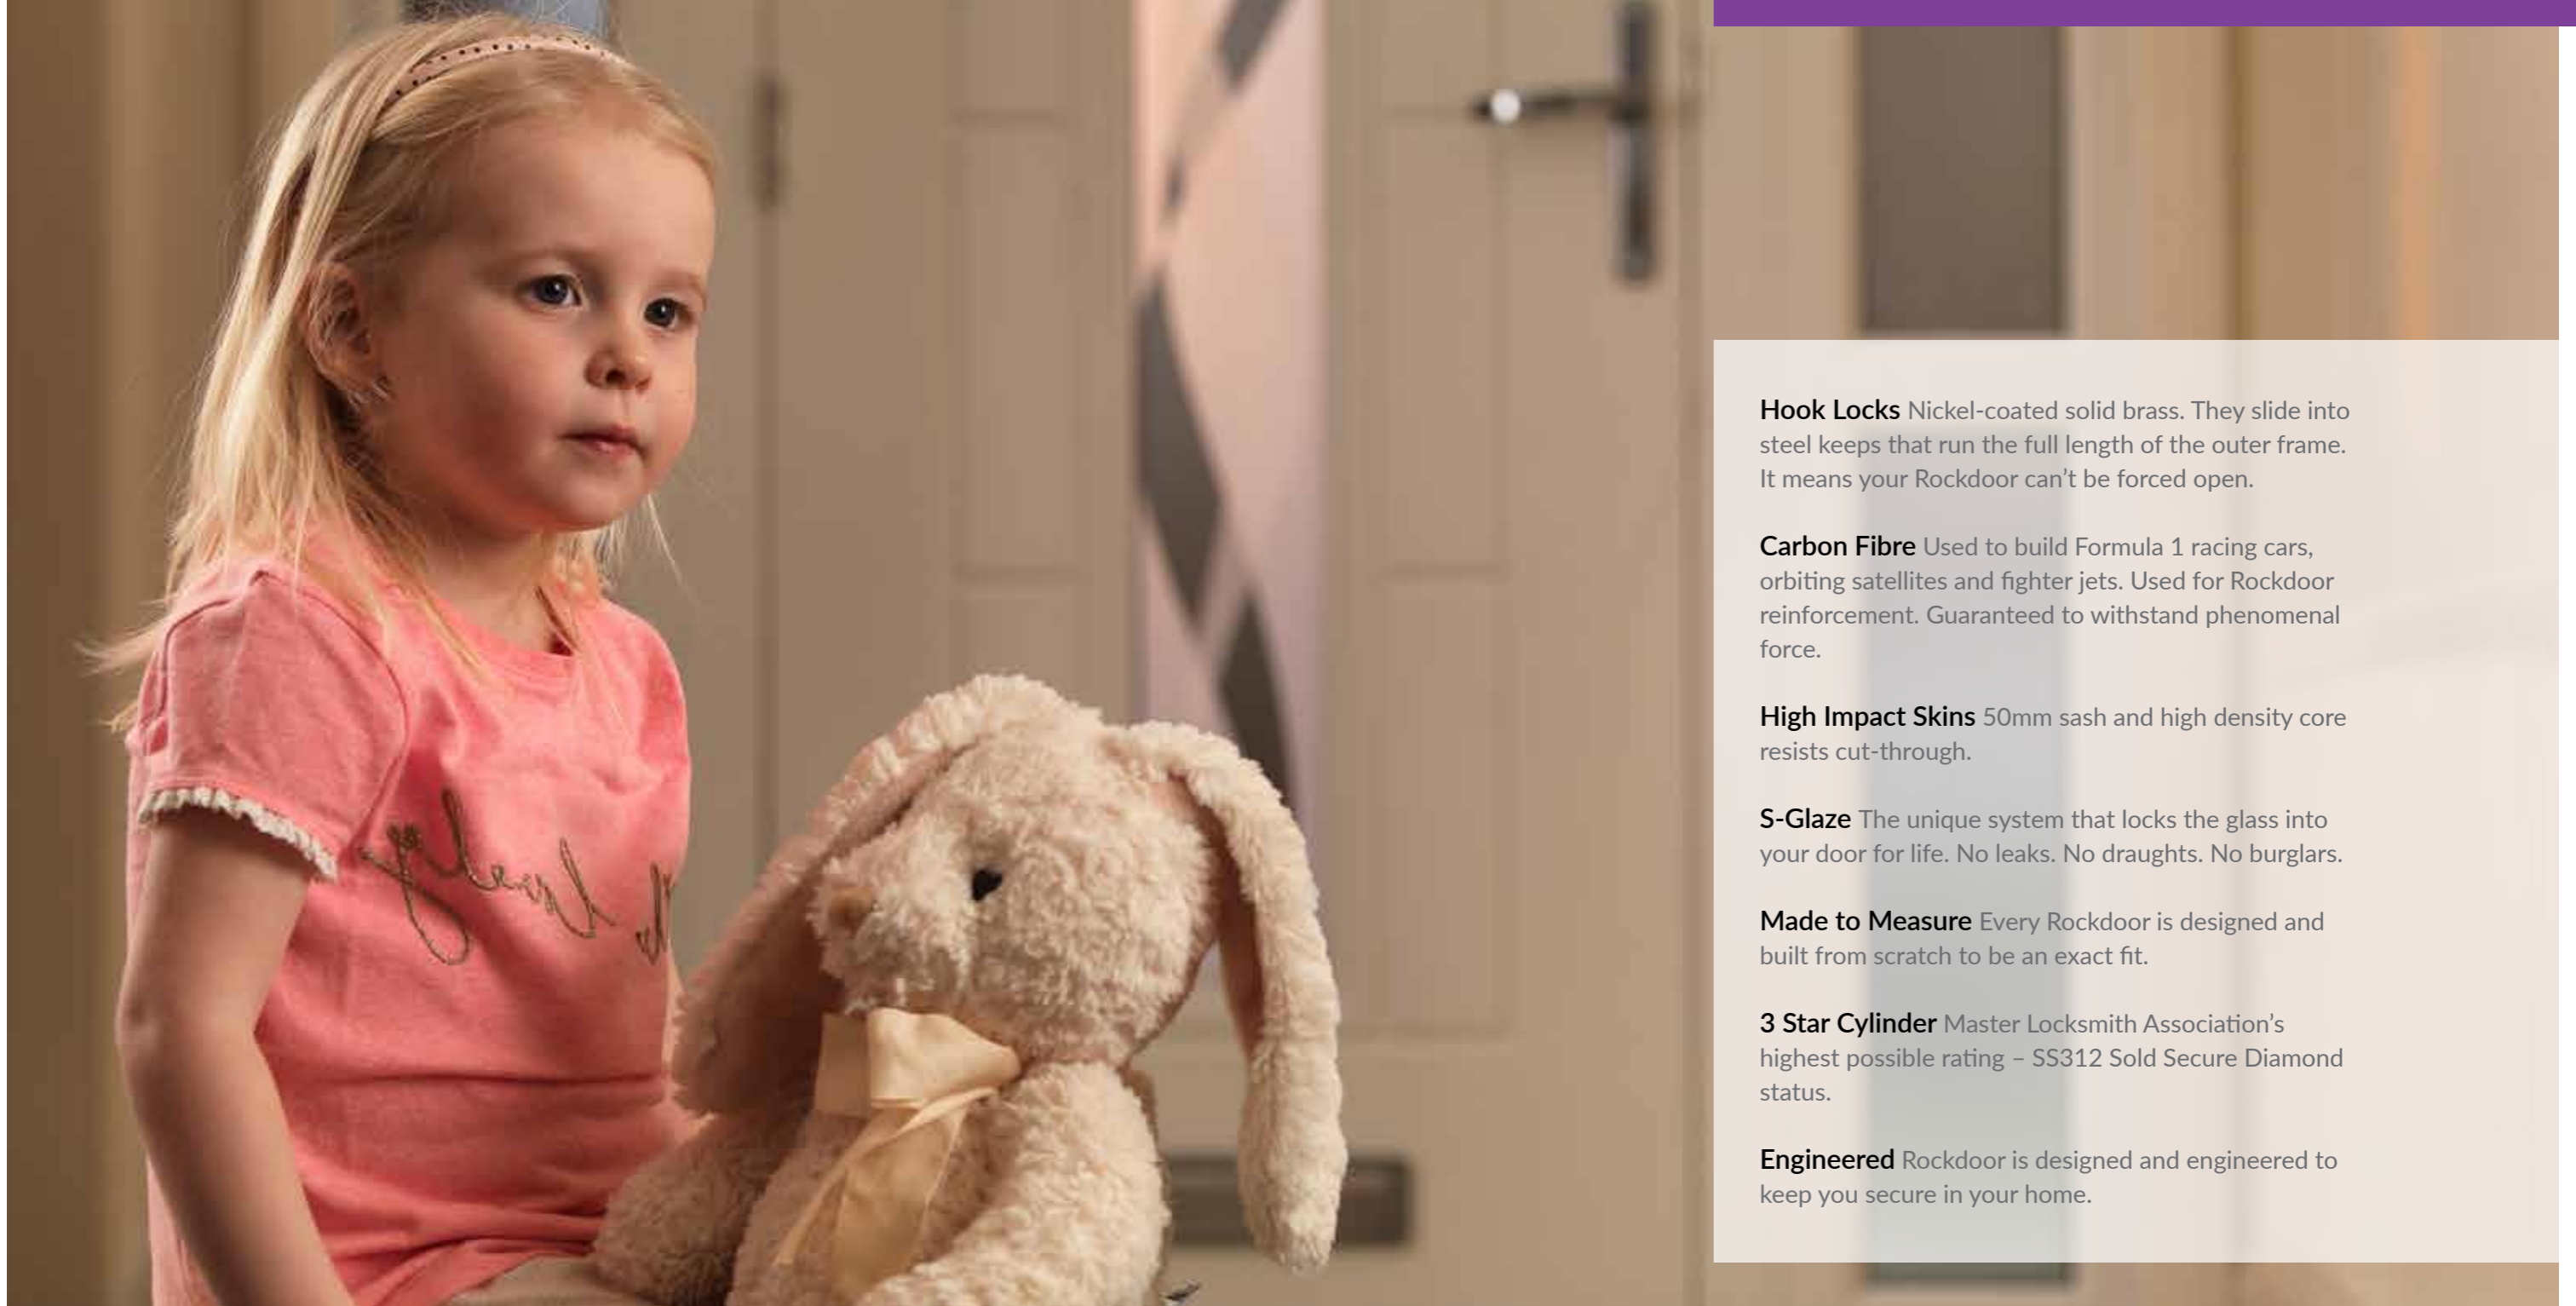 Hook Locks Nickel-coated solid brass. They slide into
steel keeps that run the full length of the outer frame.
It means your Rockdoor can’t be forced open.
Carbon Fibre Used to build Formula 1 racing cars,
orbiting satellites and fighter jets. Used for Rockdoor
reinforcement. Guaranteed to withstand phenomenal
force.
High Impact Skins 50mm sash and high density core
resists cut-through.
S-Glaze The unique system that locks the glass into
your door for life. No leaks. No draughts. No burglars.
Made to Measure Every Rockdoor is designed and
built from scratch to be an exact fit.
3 Star Cylinder Master Locksmith Association’s
highest possible rating – SS312 Sold Secure Diamond
status.
Engineered Rockdoor is designed and engineered to
keep you secure in your home.